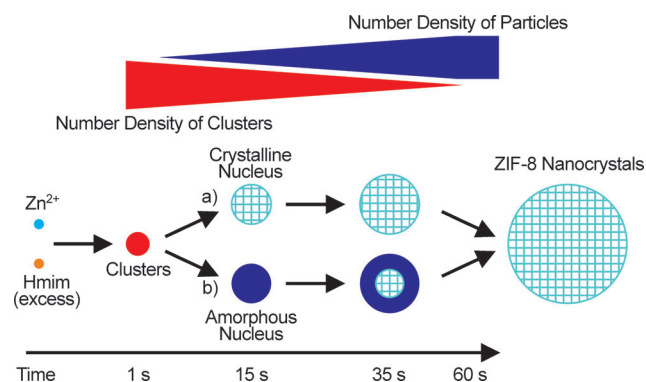 Number Density of Particles
Number Density of Clusters
Crystalline
Nucleus
ZIF-8 Nanocrystals
Zn²⁺
a)
Clusters
Hmim
(excess)
b)
Amorphous
Nucleus
Time 1 s 15 s 35 s 60 s